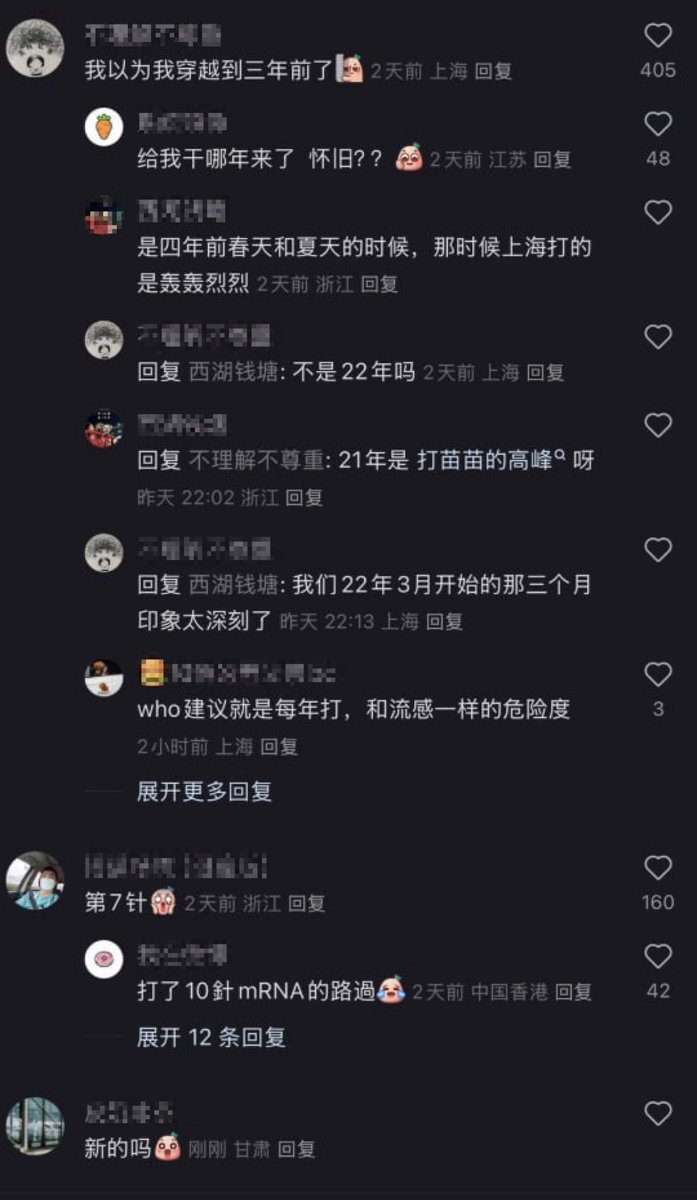 我以为我穿越到三年前了 2天前 上海 回复
405
给我干哪年来了 怀旧?? 2天前 江苏 回复
48
是四年前春天和夏天的时候，那时候上海打的
是轰轰烈烈 2天前 浙江 回复
回复 西湖钱塘: 不是22年吗 2天前 上海 回复
回复 不理解不尊重: 21年是 打苗苗的高峰 呀
昨天 22:02 浙江 回复
回复 西湖钱塘: 我们22年3月开始的那三个月
印象太深刻了 昨天 22:13 上海 回复
who建议就是每年打，和流感一样的危险度
3
2小时前 上海 回复
展开更多回复
第7针 2天前 浙江 回复
160
打了10針mRNA的路過 2天前 中国香港 回复
42
展开 12 条回复
新的吗 刚刚 甘肃 回复